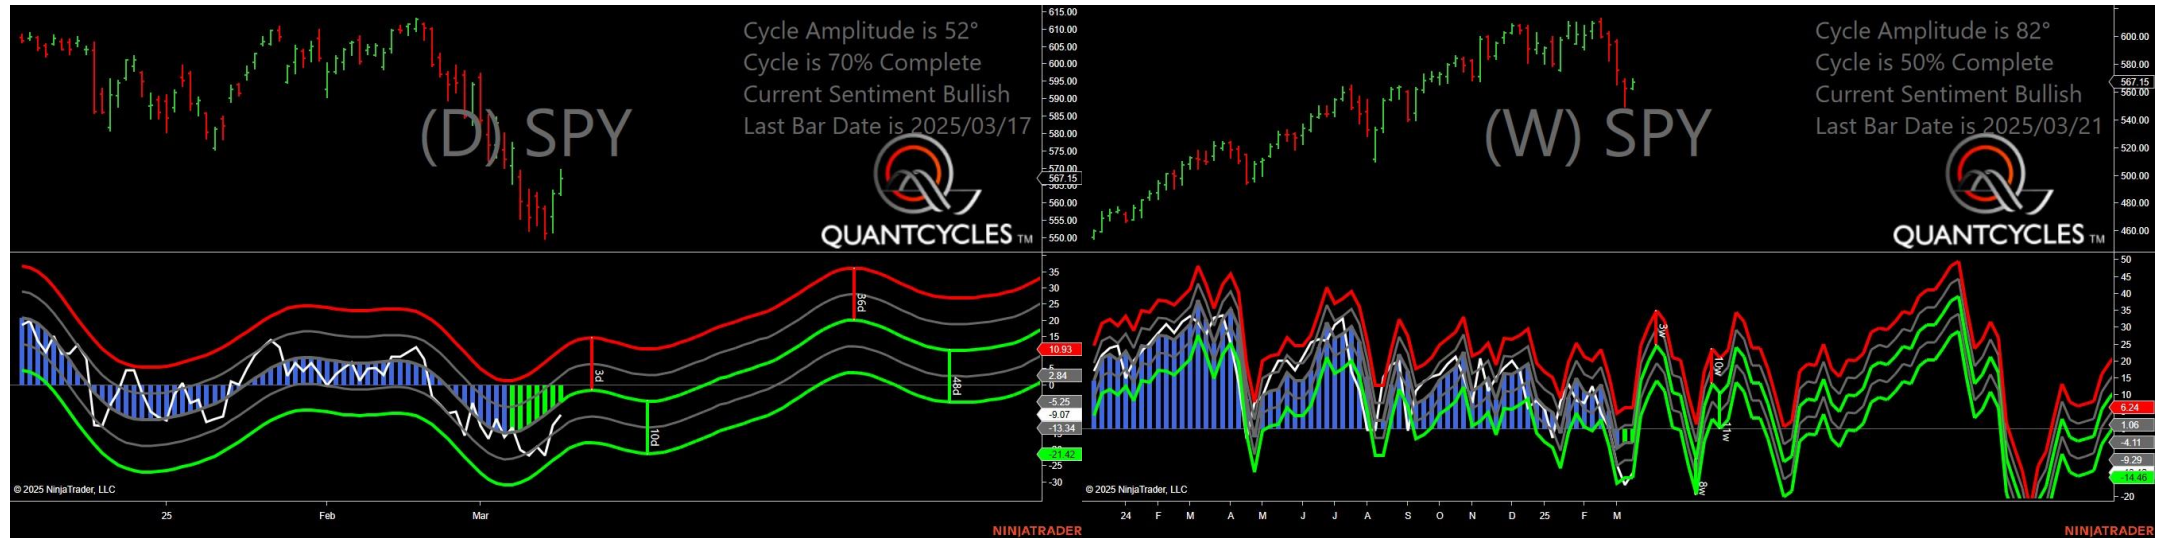 Cycle Amplitude is 52°
Cycle is 70% Complete
Current Sentiment Bullish
Last Bar Date is 2025/03/17
(D) SPY
QUANTCYCLES TM
615.00
610.00
605.00
600.00
595.00
590.00
585.00
580.00
575.00
570.00
567.15
565.00
560.00
555.00
550.00
35
30
25
20
15
10.93
5
2.84
0
-5.25
-9.07
-13.34
-21.42
-25
-30
3d
10d
86d
48d
© 2025 NinjaTrader, LLC
25
Feb
Mar
NINJATRADER
Cycle Amplitude is 82°
Cycle is 50% Complete
Current Sentiment Bullish
Last Bar Date is 2025/03/21
(W) SPY
QUANTCYCLES TM
600.00
580.00
567.15
560.00
540.00
520.00
500.00
480.00
460.00
50
45
40
35
30
25
20
15
10
6.24
1.06
-4.11
-9.29
-14.46
-20
3w
10w
11w
8w
© 2025 NinjaTrader, LLC
24 F M A M J J A S O N D 25 F M
NINJATRADER